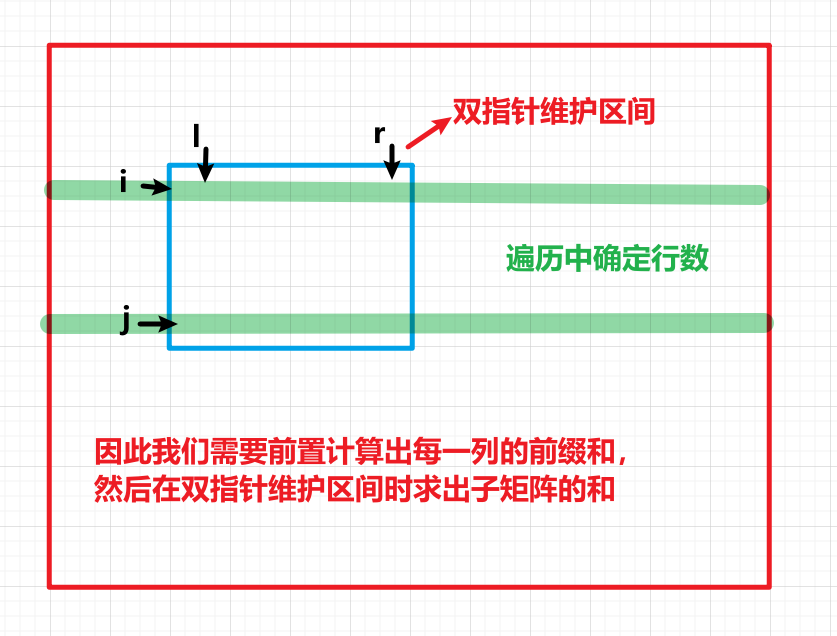 双指针维护区间
l
r
i
遍历中确定行数
j
因此我们需要前置计算出每一列的前缀和，
然后在双指针维护区间时求出子矩阵的和